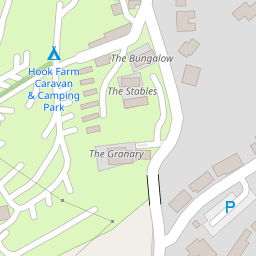 The Bungalow
Hook Farm
Caravan
& Camping
Park
The Stables
The Granary
P